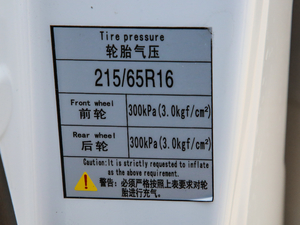 Tire pressure
轮胎气压
215/65R16
Front wheel
前轮
300kPa(3.0kgf/cm²)
Rear wheel
后轮
300kPa(3.0kgf/cm²)
Caution:It is strictly requested to inflate
as the above requirement.
警告：必须严格按照上表要求对轮
胎进行充气。